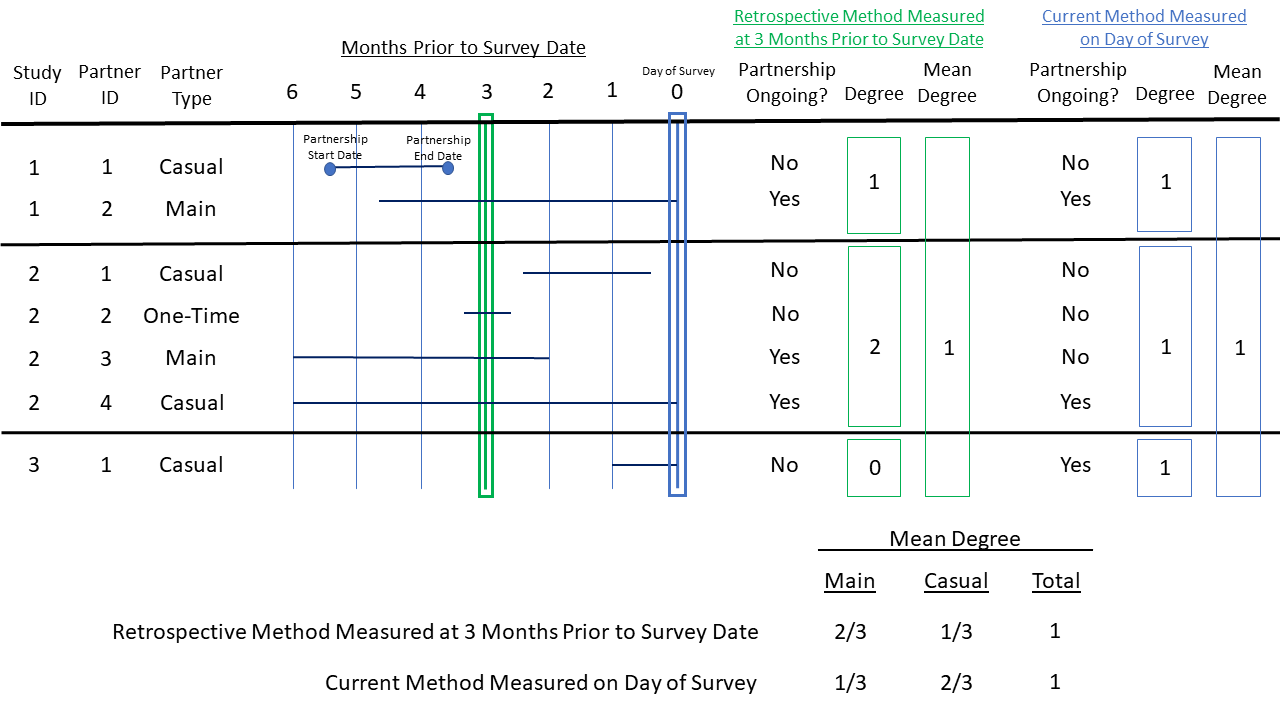 Retrospective Method Measured
at 3 Months Prior to Survey Date
Current Method Measured
on Day of Survey
Months Prior to Survey Date
Study ID
Partner ID
Partner Type
6 5 4 3 2 1 0
Day of Survey
Partnership Ongoing?
Degree
Mean Degree
Partnership Ongoing?
Degree
Mean Degree
Partnership Start Date
Partnership End Date
1 1 Casual No No
1 2 Main Yes Yes
1 1
2 1 Casual No No
2 2 One-Time No No
2 3 Main Yes No
2 1 1 1
2 4 Casual Yes Yes
3 1 Casual No 0 Yes 1
Mean Degree
Main Casual Total
Retrospective Method Measured at 3 Months Prior to Survey Date 2/3 1/3 1
Current Method Measured on Day of Survey 1/3 2/3 1